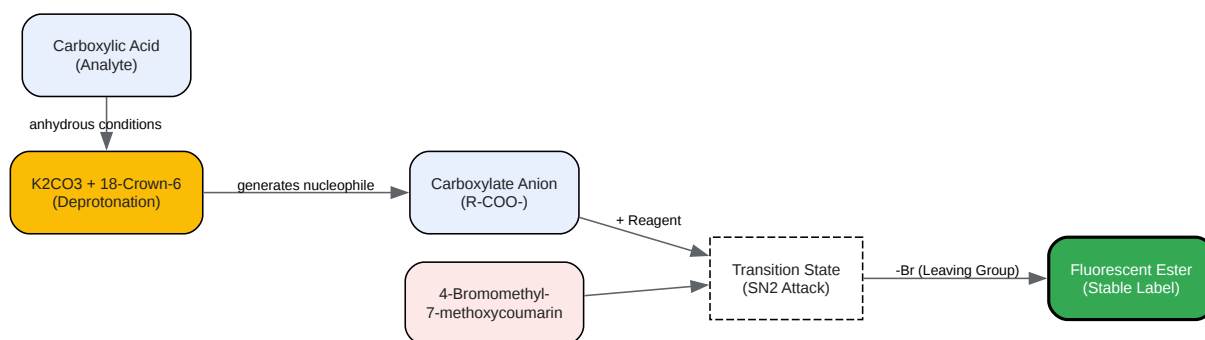 Carboxylic Acid
(Analyte)
anhydrous conditions
K2CO3 + 18-Crown-6
(Deprotonation)
generates nucleophile
Carboxylate Anion
(R-COO-)
+ Reagent
4-Bromomethyl-
7-methoxycoumarin
Transition State
(SN2 Attack)
-Br (Leaving Group)
Fluorescent Ester
(Stable Label)